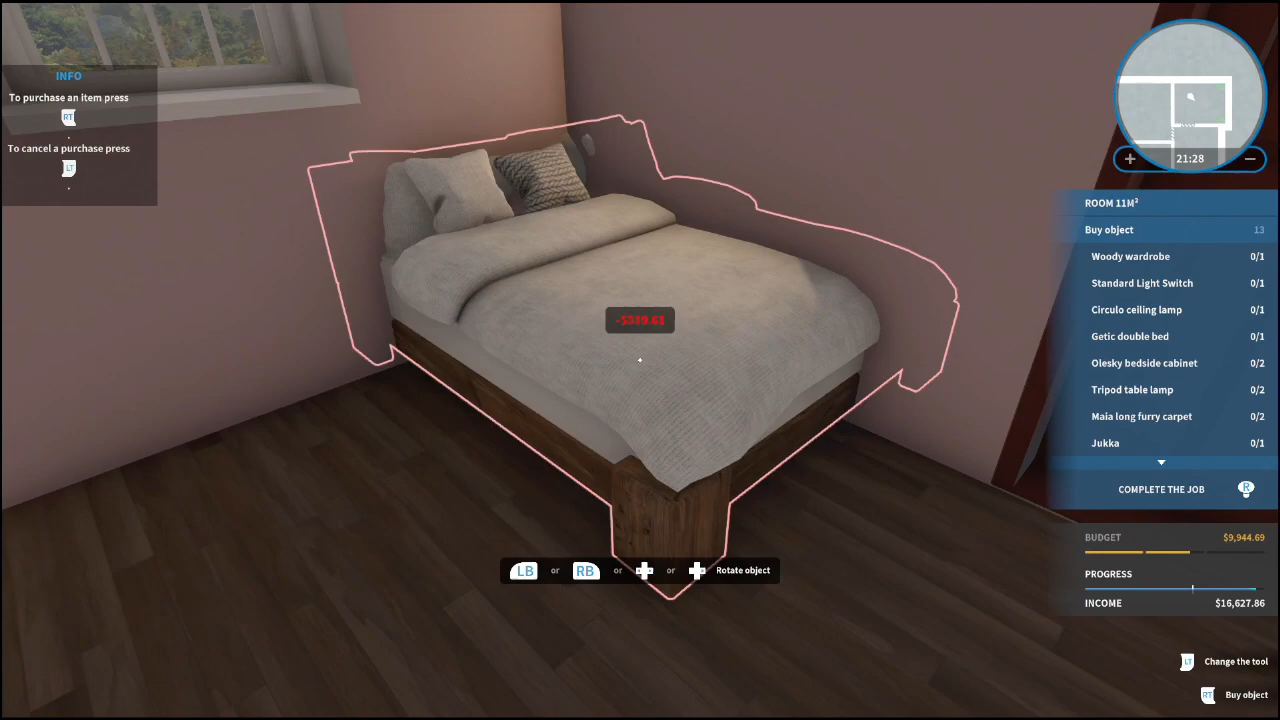 INFO
To purchase an item press
RT
.
To cancel a purchase press
LT
.
21:28
ROOM 11M²
Buy object 13
Woody wardrobe 0/1
Standard Light Switch 0/1
Circulo ceiling lamp 0/1
Getic double bed 0/1
Olesky bedside cabinet 0/2
Tripod table lamp 0/2
Maia long furry carpet 0/2
Jukka 0/1
COMPLETE THE JOB R
BUDGET $9,944.69
PROGRESS
INCOME $16,627.86
LB or RB or or Rotate object
LT Change the tool
RT Buy object